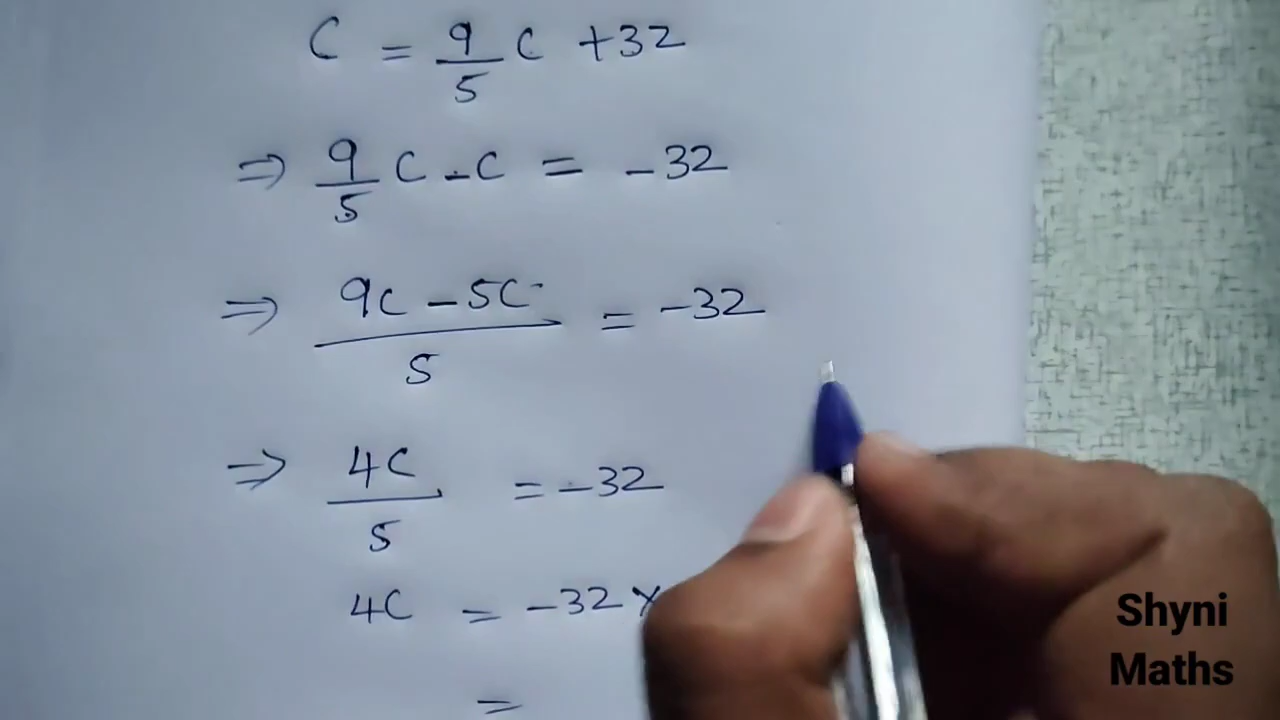 C = 9/5 C + 32
⇒ 9/5 C - C = -32
⇒ 9C - 5C / 5 = -32
⇒ 4C / 5 = -32
4C = -32 ×
=
Shyni
Maths